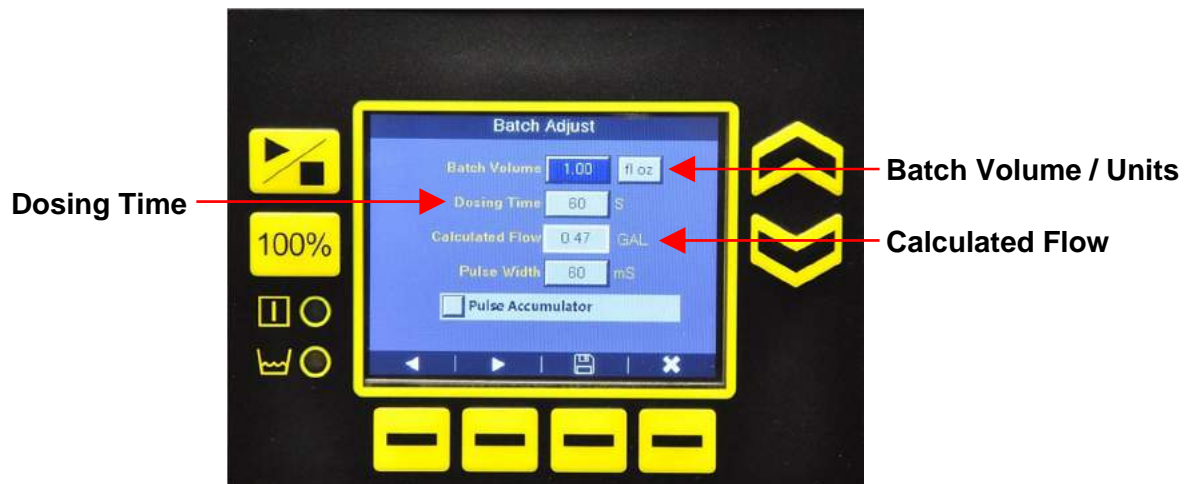 Batch Adjust
Batch Volume 1.00 fl oz
Batch Volume / Units
Dosing Time
Dosing Time 60 S
100%
Calculated Flow 0.47 GAL
Calculated Flow
Pulse Width 60 mS
Pulse Accumulator